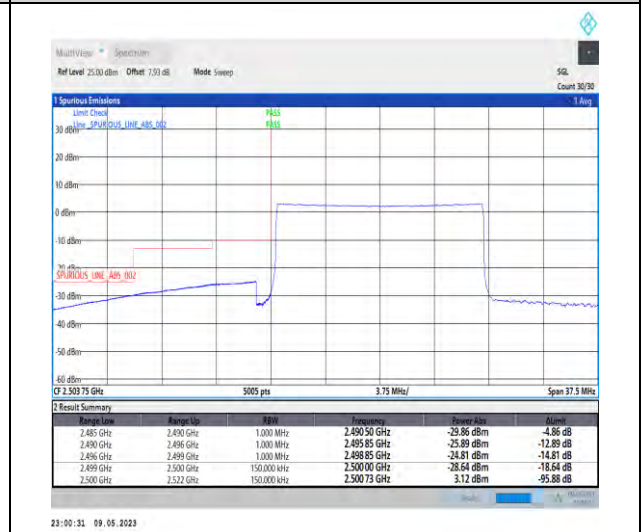 MultiView Spectrum
Ref Level 25.00 dBm Offset 7.93 dB Mode Sweep SGL
Count 30/30
1 Spurious Emissions 1 Avg
Limit Check PASS
Line _SPURIOUS_LINE_ABS_002 PASS
30 dBm
20 dBm
10 dBm
0 dBm
-10 dBm
-20 dBm
SPURIOUS_LINE_ABS_002
-30 dBm
-40 dBm
-50 dBm
-60 dBm
CF 2.50375 GHz 5005 pts 3.75 MHz/ Span 37.5 MHz
2 Result Summary
Range Low Range Up RBW Frequency Power Abs ΔLimit
2.485 GHz 2.490 GHz 1.000 MHz 2.490 50 GHz -29.86 dBm -4.86 dB
2.490 GHz 2.496 GHz 1.000 MHz 2.495 85 GHz -25.89 dBm -12.89 dB
2.496 GHz 2.499 GHz 1.000 MHz 2.498 85 GHz -24.81 dBm -14.81 dB
2.499 GHz 2.500 GHz 150.000 kHz 2.500 00 GHz -28.64 dBm -18.64 dB
2.500 GHz 2.522 GHz 150.000 kHz 2.500 73 GHz 3.12 dBm -95.88 dB
23:00:31 09.05.2023